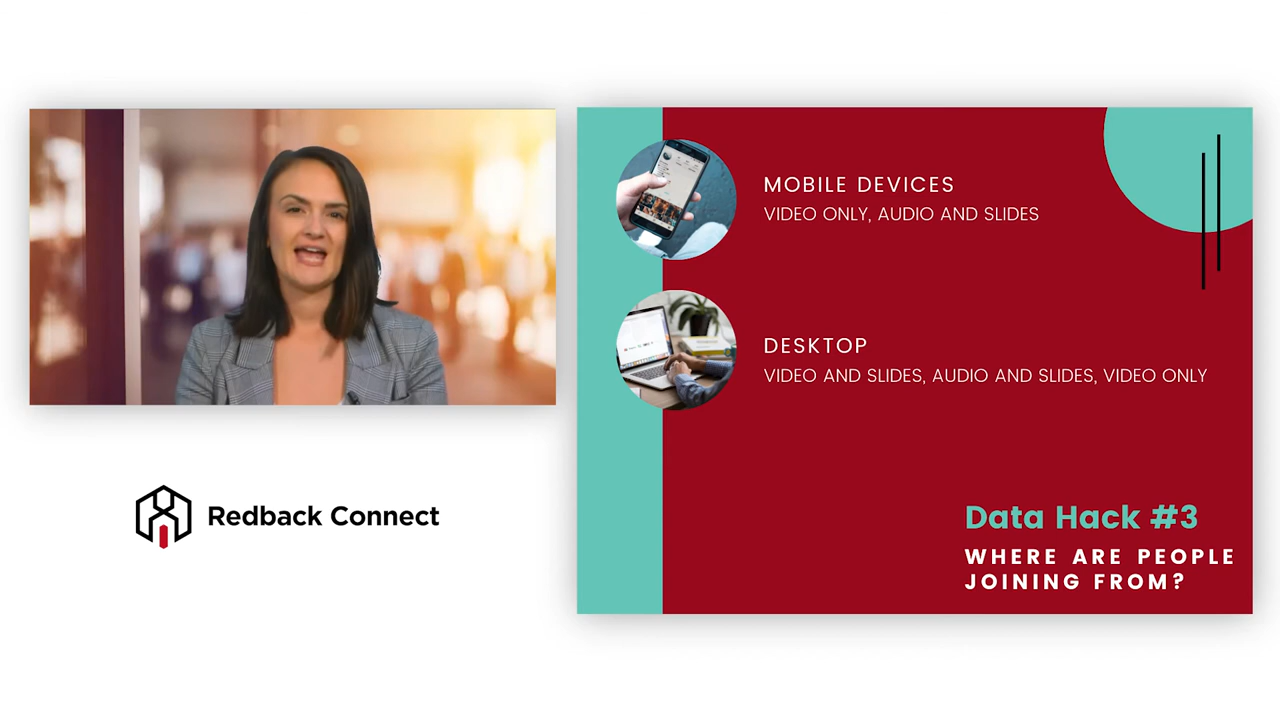 Redback Connect
MOBILE DEVICES
VIDEO ONLY, AUDIO AND SLIDES
DESKTOP
VIDEO AND SLIDES, AUDIO AND SLIDES, VIDEO ONLY
Data Hack #3
WHERE ARE PEOPLE
JOINING FROM?